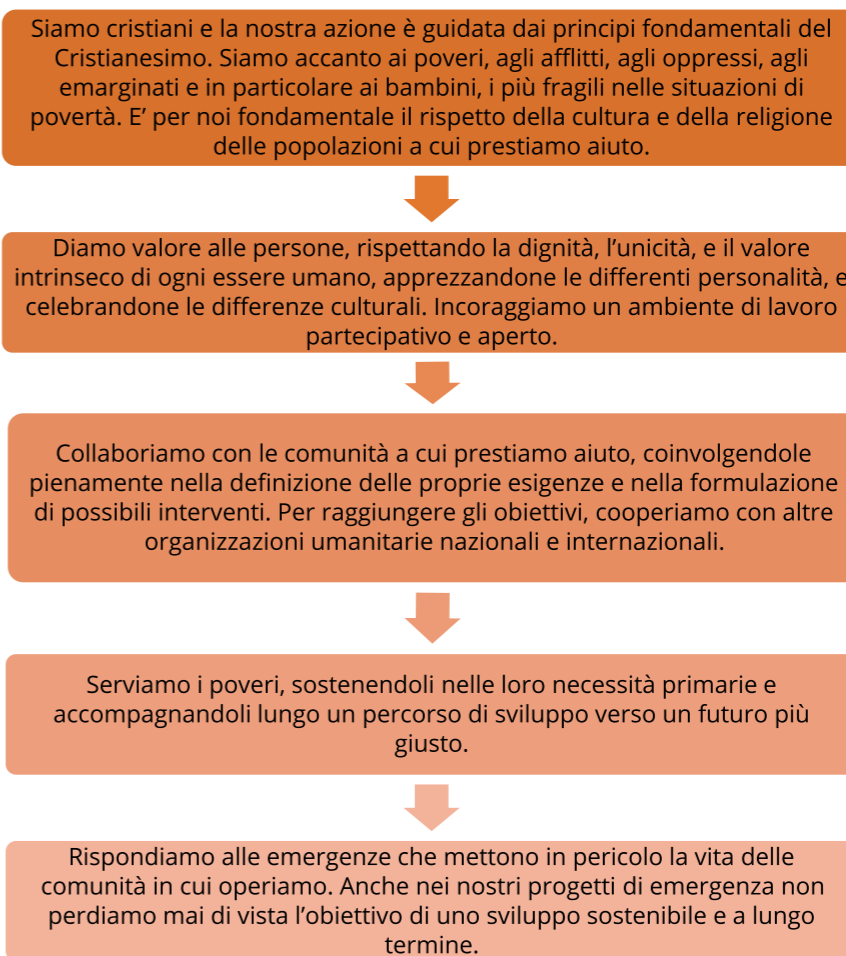 Siamo cristiani e la nostra azione è guidata dai principi fondamentali del
Cristianesimo. Siamo accanto ai poveri, agli afflitti, agli oppressi, agli
emarginati e in particolare ai bambini, i più fragili nelle situazioni di
povertà. E’ per noi fondamentale il rispetto della cultura e della religione
delle popolazioni a cui prestiamo aiuto.
Diamo valore alle persone, rispettando la dignità, l’unicità, e il valore
intrinseco di ogni essere umano, apprezzandone le differenti personalità, e
celebrandone le differenze culturali. Incoraggiamo un ambiente di lavoro
partecipativo e aperto.
Collaboriamo con le comunità a cui prestiamo aiuto, coinvolgendole
pienamente nella definizione delle proprie esigenze e nella formulazione
di possibili interventi. Per raggiungere gli obiettivi, cooperiamo con altre
organizzazioni umanitarie nazionali e internazionali.
Serviamo i poveri, sostenendoli nelle loro necessità primarie e
accompagnandoli lungo un percorso di sviluppo verso un futuro più
giusto.
Rispondiamo alle emergenze che mettono in pericolo la vita delle
comunità in cui operiamo. Anche nei nostri progetti di emergenza non
perdiamo mai di vista l’obiettivo di uno sviluppo sostenibile e a lungo
termine.